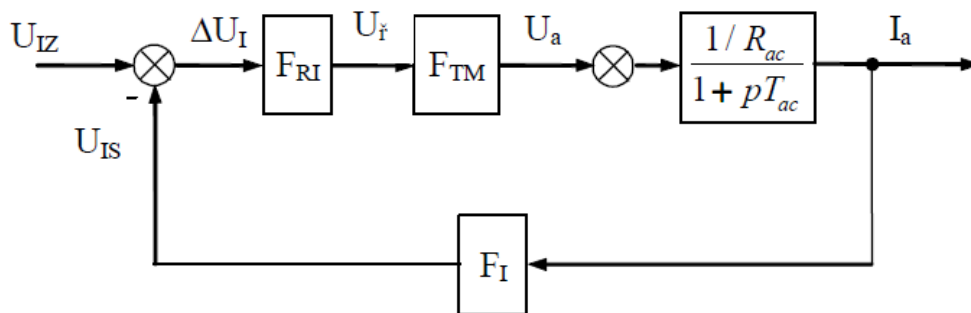 U_IZ
ΔU_I
F_RI
U_ř
F_TM
U_a
1 / R_ac
1 + pT_ac
I_a
-
U_IS
F_I